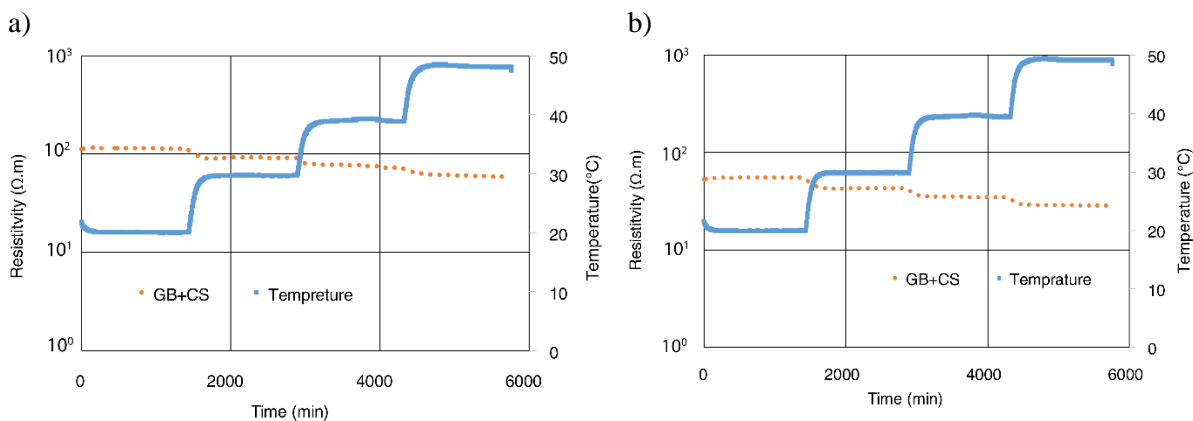 a)
10³
10²
10¹
10⁰
Resistitvity (Ω.m)
50
40
30
20
10
0
Temperature(°C)
GB+CS
Tempreture
0
2000
4000
6000
Time (min)
b)
10³
10²
10¹
10⁰
Resistitvity (Ω.m)
50
40
30
20
10
0
Temperature (°C)
GB+CS
Temprature
0
2000
4000
6000
Time (min)